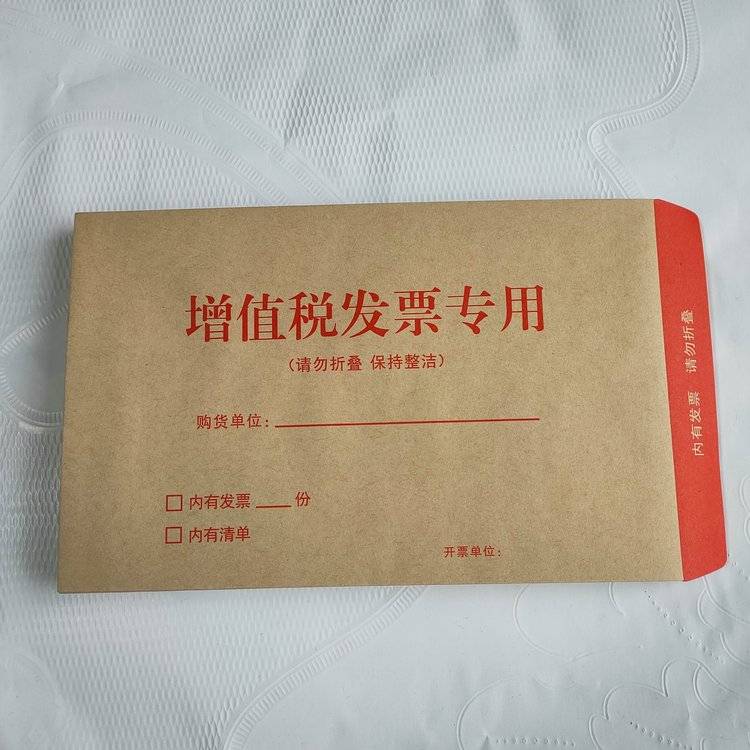 增值税发票专用
（请勿折叠 保持整洁）
购货单位：
内有发票 ____ 份
内有清单
开票单位：
内有发票 请勿折叠